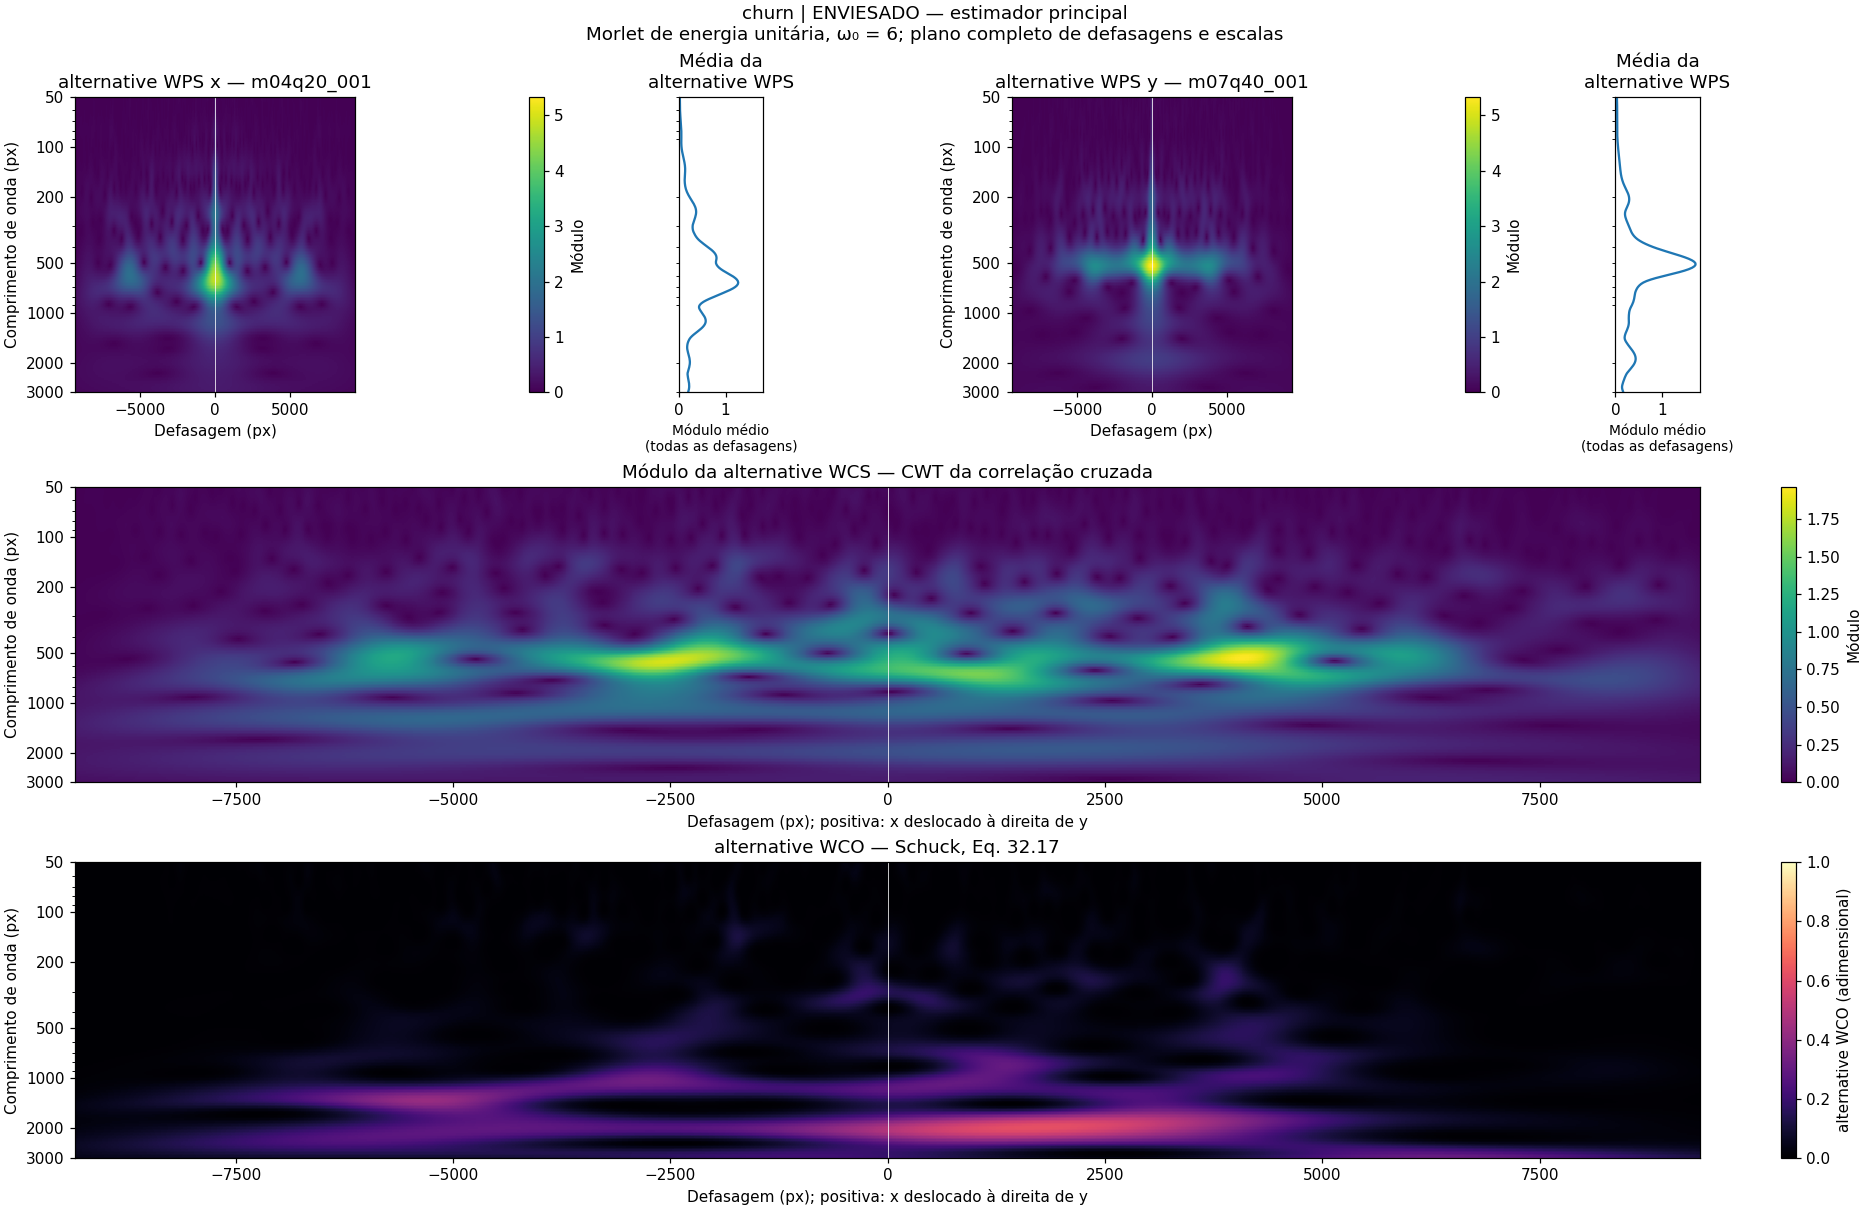 churn | ENVIESADO — estimador principal
Morlet de energia unitária, ω₀ = 6; plano completo de defasagens e escalas
alternative WPS x — m04q20_001
50
100
200
500
1000
2000
3000
Comprimento de onda (px)
−5000 0 5000
Defasagem (px)
5
4
3
2
1
0
Módulo
Média da
alternative WPS
0 1
Módulo médio
(todas as defasagens)
alternative WPS y — m07q40_001
50
100
200
500
1000
2000
3000
Comprimento de onda (px)
−5000 0 5000
Defasagem (px)
5
4
3
2
1
0
Módulo
Média da
alternative WPS
0 1
Módulo médio
(todas as defasagens)
Módulo da alternative WCS — CWT da correlação cruzada
50
100
200
500
1000
2000
3000
Comprimento de onda (px)
−7500 −5000 −2500 0 2500 5000 7500
Defasagem (px); positiva: x deslocado à direita de y
1.75
1.50
1.25
1.00
0.75
0.50
0.25
0.00
Módulo
alternative WCO — Schuck, Eq. 32.17
50
100
200
500
1000
2000
3000
Comprimento de onda (px)
−7500 −5000 −2500 0 2500 5000 7500
Defasagem (px); positiva: x deslocado à direita de y
1.0
0.8
0.6
0.4
0.2
0.0
alternative WCO (adimensional)